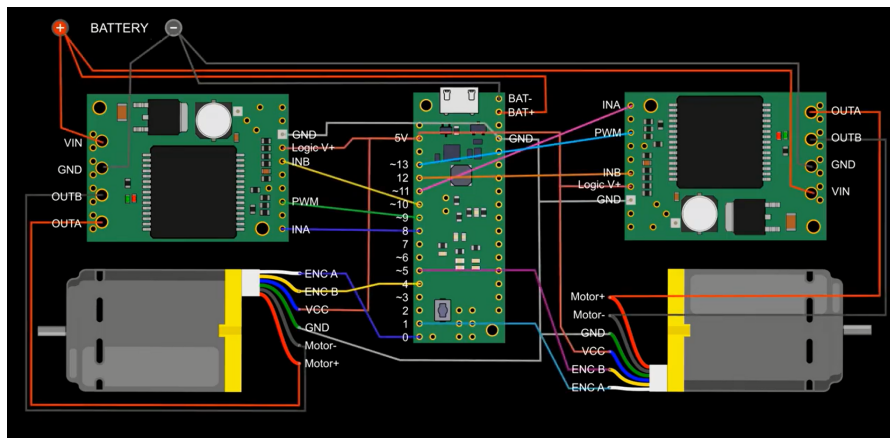 BATTERY
+
-
VIN
GND
OUTB
OUTA
GND
Logic V+
INB
PWM
INA
BAT-
BAT+
5V
GND
~13
12
~11
~10
~9
8
7
~6
~5
4
~3
2
1
0
INA
PWM
INB
Logic V+
GND
OUTA
OUTB
GND
VIN
ENC A
ENC B
VCC
GND
Motor-
Motor+
Motor+
Motor-
GND
VCC
ENC B
ENC A